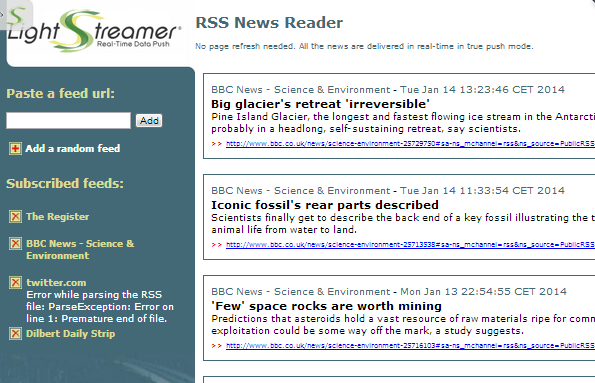 LightStreamer
Real-Time Data Push
RSS News Reader
No page refresh needed. All the news are delivered in real-time in true push mode.
Paste a feed url:
Add
Add a random feed
Subscribed feeds:
The Register
BBC News - Science &
Environment
twitter.com
Error while parsing the RSS
file: ParseException: Error on
line 1: Premature end of file.
Dilbert Daily Strip
BBC News - Science & Environment - Tue Jan 14 13:23:46 CET 2014
Big glacier's retreat 'irreversible'
Pine Island Glacier, the longest and fastest flowing ice stream in the Antarcti
probably in a headlong, self-sustaining retreat, say scientists.
>> http://www.bbc.co.uk/news/science-environment-25729750#sa-ns_mchannel=rss&ns_source=PublicRSS
BBC News - Science & Environment - Tue Jan 14 11:33:54 CET 2014
Iconic fossil's rear parts described
Scientists finally get to describe the back end of a key fossil illustrating the t
animal life from water to land.
>> http://www.bbc.co.uk/news/science-environment-25713538#sa-ns_mchannel=rss&ns_source=PublicRSS
BBC News - Science & Environment - Mon Jan 13 22:54:55 CET 2014
'Few' space rocks are worth mining
Predictions that asteroids hold a vast resource of raw materials ripe for comm
exploitation could be some way off the mark, a study suggests.
>> http://www.bbc.co.uk/news/science-environment-25716103#sa-ns_mchannel=rss&ns_source=PublicRSS